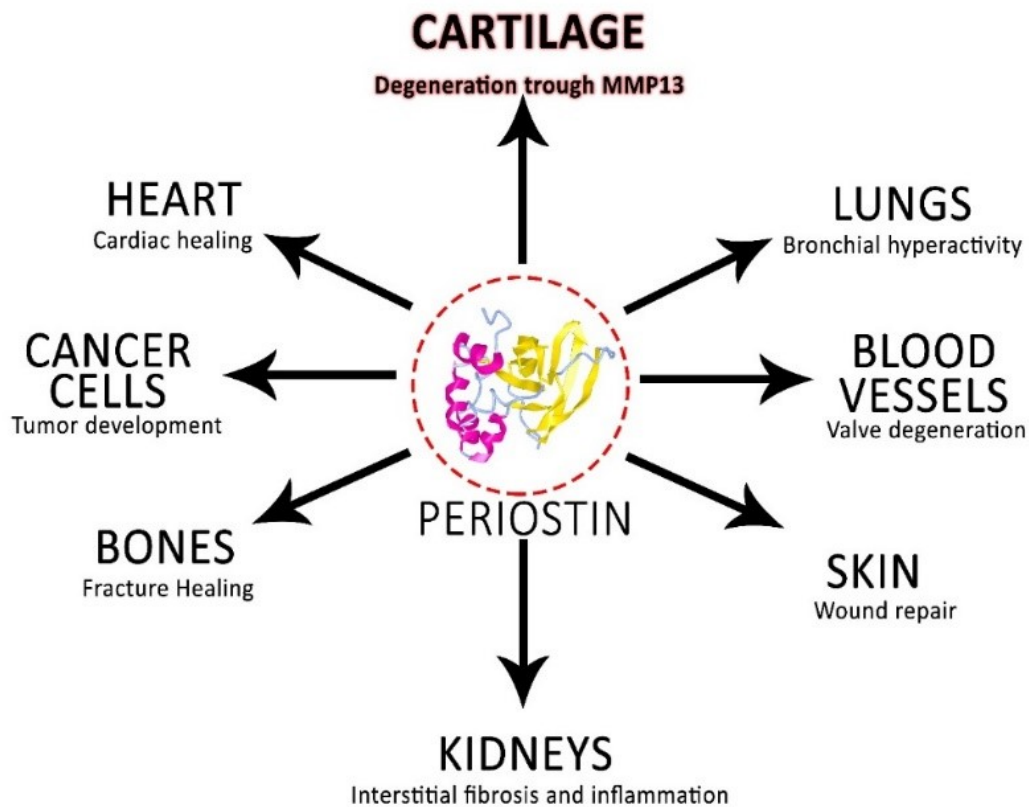 CARTILAGE
Degeneration trough MMP13
HEART
Cardiac healing
LUNGS
Bronchial hyperactivity
CANCER
CELLS
Tumor development
BLOOD
VESSELS
Valve degeneration
PERIOSTIN
BONES
Fracture Healing
SKIN
Wound repair
KIDNEYS
Interstitial fibrosis and inflammation